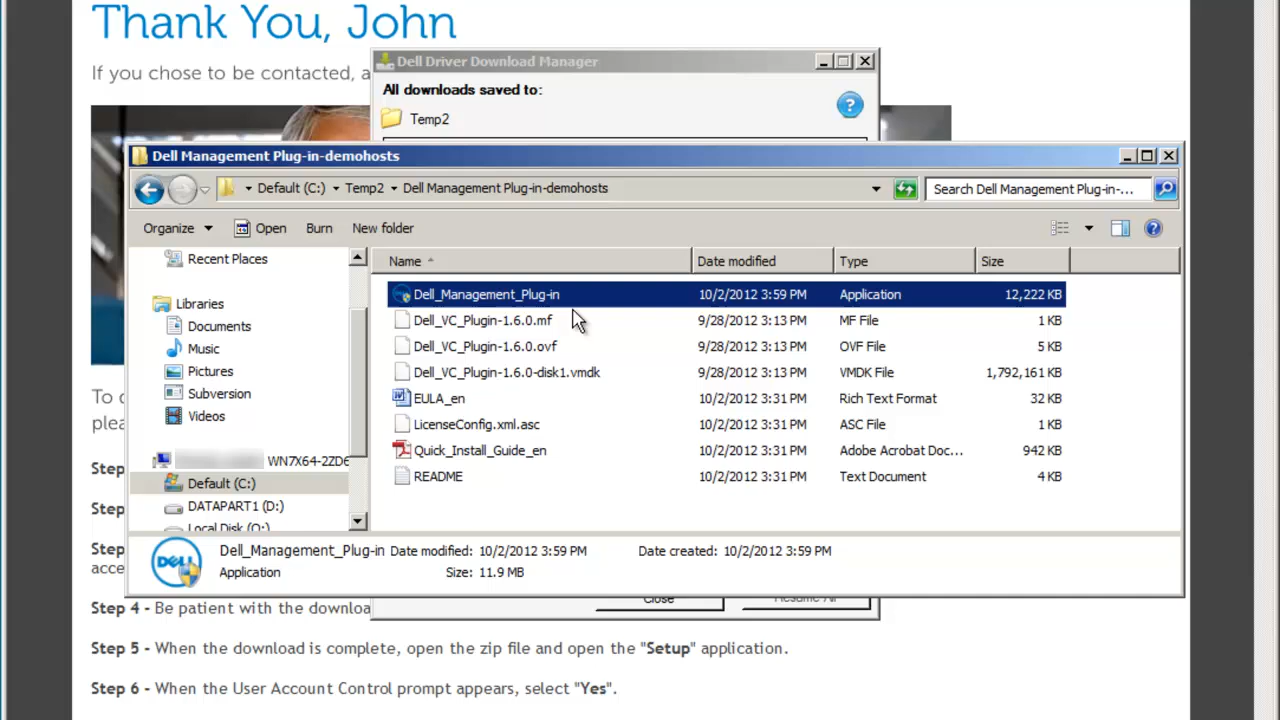 Thank You, John
If you chose to be contacted, a
Dell Driver Download Manager
All downloads saved to:
?
Temp2
Dell Management Plug-in-demohosts
Default (C:) Temp2 Dell Management Plug-in-demohosts
Search Dell Management Plug-in-...
Organize Open Burn New folder
?
Name Date modified Type Size
Recent Places
Libraries
Documents
Music
Pictures
Subversion
Videos
WN7X64-2ZD6
Default (C:)
DATAPART1 (D:)
Local Disk (Q:)
Dell_Management_Plug-in 10/2/2012 3:59 PM Application 12,222 KB
Dell_VC_Plugin-1.6.0.mf 9/28/2012 3:13 PM MF File 1 KB
Dell_VC_Plugin-1.6.0.ovf 9/28/2012 3:13 PM OVF File 5 KB
Dell_VC_Plugin-1.6.0-disk1.vmdk 9/28/2012 3:13 PM VMDK File 1,792,161 KB
EULA_en 10/2/2012 3:31 PM Rich Text Format 32 KB
LicenseConfig.xml.asc 10/2/2012 3:31 PM ASC File 1 KB
Quick_Install_Guide_en 10/2/2012 3:31 PM Adobe Acrobat Doc... 942 KB
README 10/2/2012 3:31 PM Text Document 4 KB
DELL
Dell_Management_Plug-in Date modified: 10/2/2012 3:59 PM Date created: 10/2/2012 3:59 PM
Application Size: 11.9 MB
To
plea
Step
Step
Step
acce
Close Resume All
Step 4 - Be patient with the downloa
Step 5 - When the download is complete, open the zip file and open the "Setup" application.
Step 6 - When the User Account Control prompt appears, select "Yes".